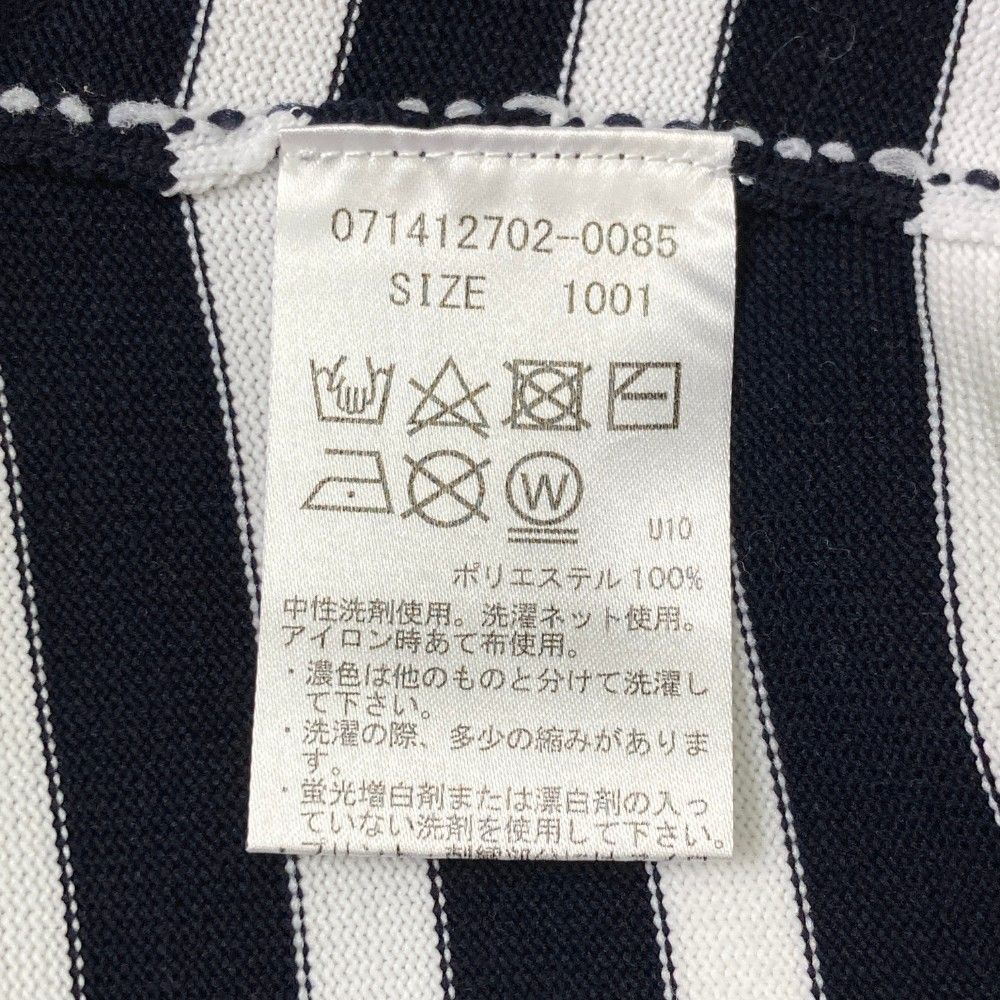 071412702-0085
SIZE 1001
W
U10
ポリエステル 100%
中性洗剤使用。洗濯ネット使用。
アイロン時あて布使用。
・濃色は他のものと分けて洗濯し
て下さい。
・洗濯の際、多少の縮みがありま
す。
・蛍光増白剤または漂白剤の入っ
ていない洗剤を使用して下さい。